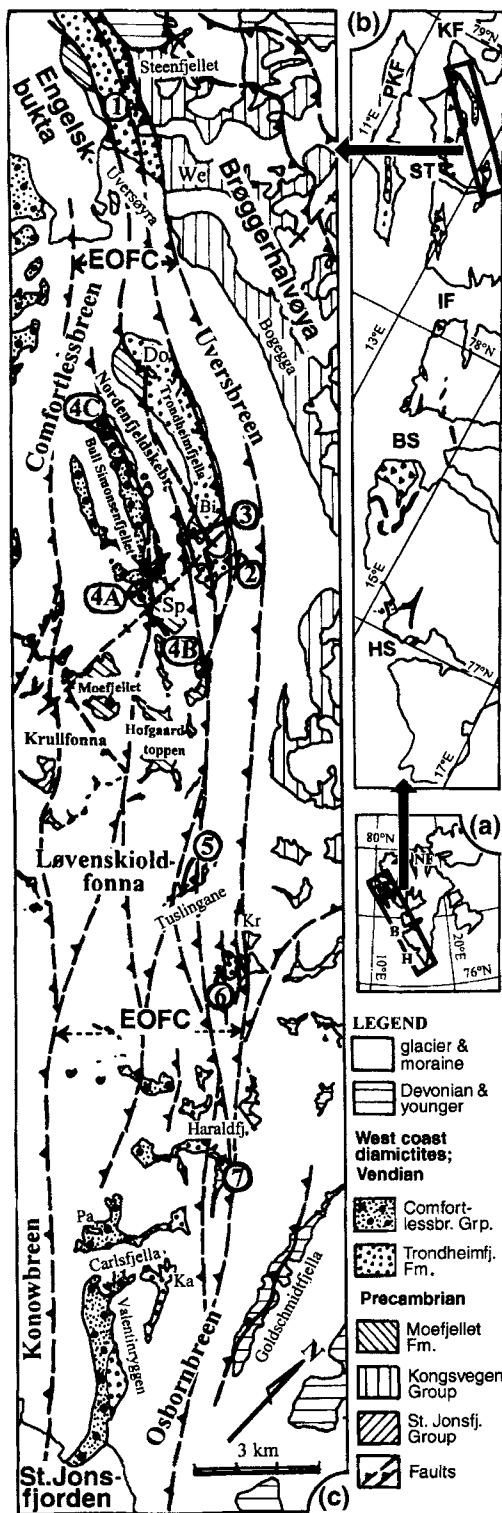 (b)
KF
79°N
PKF
11°E
ST
IF
13°E
78°N
BS
15°E
HS
77°N
17°E
(a)
80°N
NF
B
H
10°E
20°E
76°N
Engelsk-
bukta
Steenfjellet
1
Uversøyra
We
Brøggerhalvøya
EOFC
Bogegga
Comfortlessbreen
Uversbreen
Do
Trondheimfjella
Nordenfjeldskebr.
4C
Bull Simonsenfjellet
Bi
3
2
4A
Sp
4B
Moefjellet
Krullfonna
Hofgaard
toppen
5
Løvenskiold-
fonna
Tuslingane
Kr
6
EOFC
Haraldfj.
7
Pa
Carlsfjella
Ka
Valentinryggen
Goldschmidtfjella
Konowbreen
Osbornbreen
N
3 km
St.Jons-
fjorden
(c)
LEGEND
glacier &
moraine
Devonian &
younger
West coast
diamictites;
Vendian
Comfort-
lessbr. Grp.
Trondheimfj.
Fm.
Precambrian
Moefjellet
Fm.
Kongsvegen
Group
St. Jonsfj.
Group
Faults